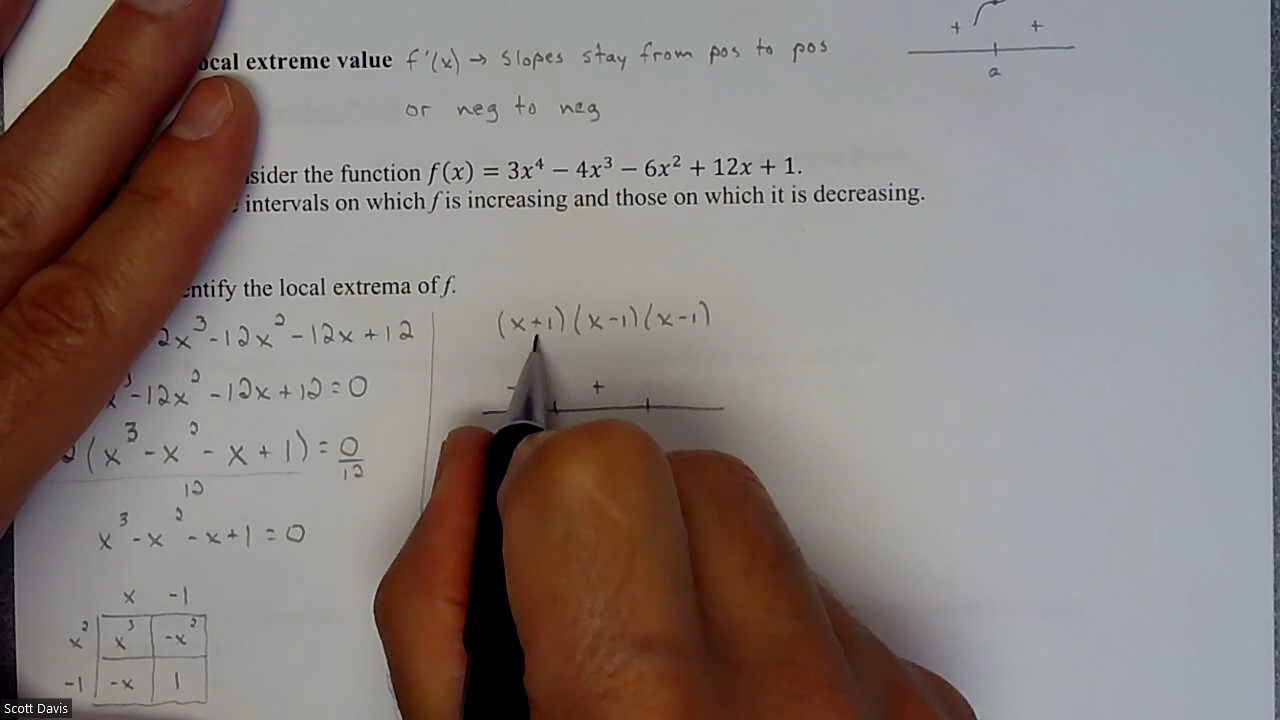 + +
local extreme value f'(x) → slopes stay from pos to pos
a
or neg to neg
sider the function f(x) = 3x⁴ − 4x³ − 6x² + 12x + 1.
intervals on which f is increasing and those on which it is decreasing.
entify the local extrema of f.
(x+1)(x-1)(x-1)
2x³-12x²-12x+12
-12x²-12x+12=0
- +
(x³-x²-x+1)=0
12 12
x³-x²-x+1=0
x -1
x² x³ -x²
-1 -x 1
Scott Davis